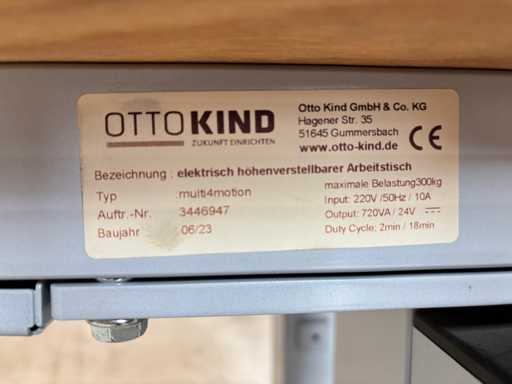 OTTOKIND
ZUKUNFT EINRICHTEN
Otto Kind GmbH & Co. KG
Hagener Str. 35
51645 Gummersbach
www.otto-kind.de
CE
Bezeichnung : elektrisch höhenverstellbarer Arbeitstisch
Typ :multi4motion
Auftr.-Nr. 3446947
Baujahr 06/23
maximale Belastung300kg
Input: 220V /50Hz / 10A
Output: 720VA / 24V
Duty Cycle: 2min / 18min